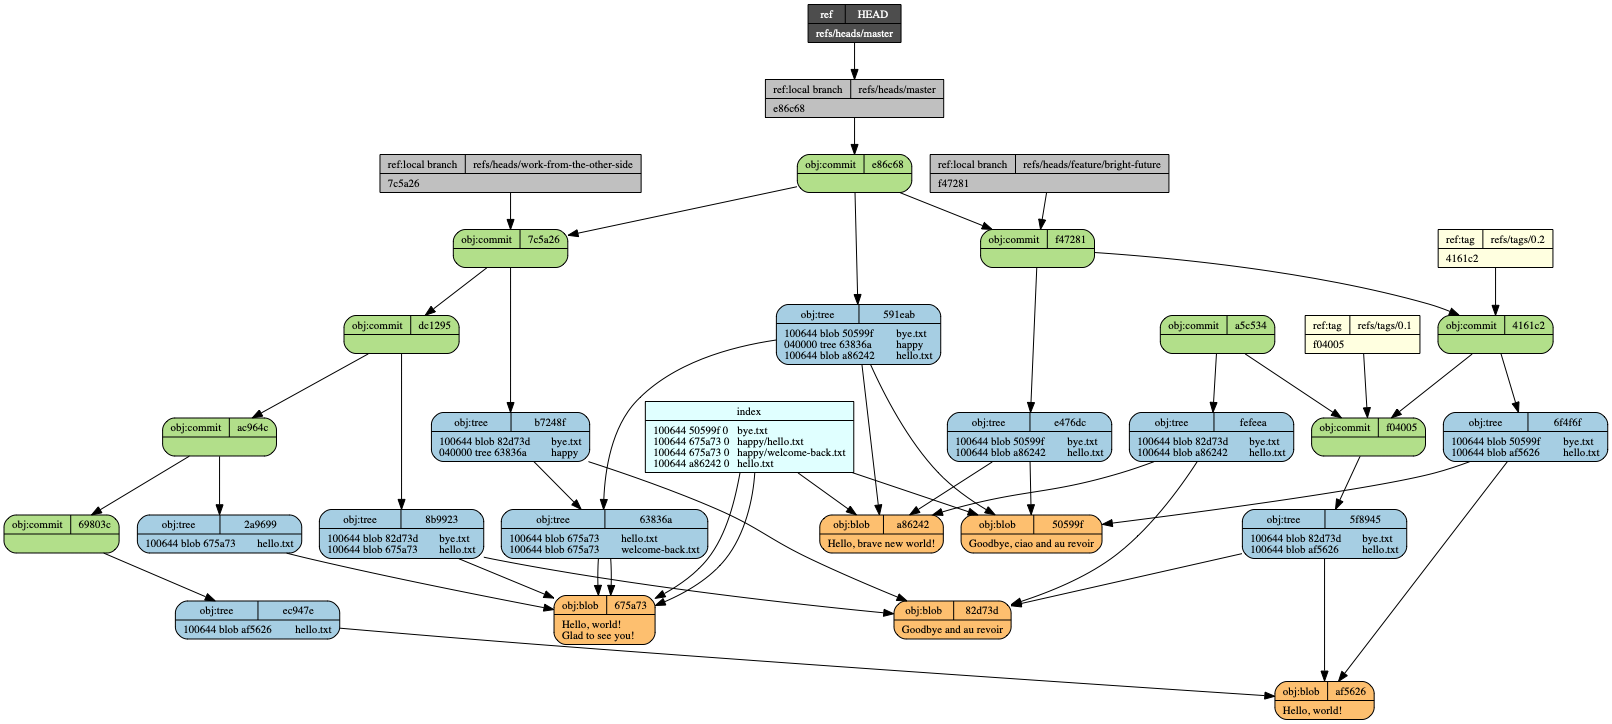 ref HEAD
refs/heads/master
ref:local branch refs/heads/master
e86c68
ref:local branch refs/heads/work-from-the-other-side
7c5a26
obj:commit e86c68
ref:local branch refs/heads/feature/bright-future
f47281
obj:commit 7c5a26
obj:commit f47281
ref:tag refs/tags/0.2
4161c2
obj:commit dc1295
obj:tree 591eab
100644 blob 50599f bye.txt
040000 tree 63836a happy
100644 blob a86242 hello.txt
obj:commit a5c534
ref:tag refs/tags/0.1
f04005
obj:commit 4161c2
obj:commit ac964c
obj:tree b7248f
100644 blob 82d73d bye.txt
040000 tree 63836a happy
index
100644 50599f 0 bye.txt
100644 675a73 0 happy/hello.txt
100644 675a73 0 happy/welcome-back.txt
100644 a86242 0 hello.txt
obj:tree e476dc
100644 blob 50599f bye.txt
100644 blob a86242 hello.txt
obj:tree fefeea
100644 blob 82d73d bye.txt
100644 blob a86242 hello.txt
obj:commit f04005
obj:tree 6f4f6f
100644 blob 50599f bye.txt
100644 blob af5626 hello.txt
obj:commit 69803c
obj:tree 2a9699
100644 blob 675a73 hello.txt
obj:tree 8b9923
100644 blob 82d73d bye.txt
100644 blob 675a73 hello.txt
obj:tree 63836a
100644 blob 675a73 hello.txt
100644 blob 675a73 welcome-back.txt
obj:blob a86242
Hello, brave new world!
obj:blob 50599f
Goodbye, ciao and au revoir
obj:tree 5f8945
100644 blob 82d73d bye.txt
100644 blob af5626 hello.txt
obj:tree ec947e
100644 blob af5626 hello.txt
obj:blob 675a73
Hello, world!
Glad to see you!
obj:blob 82d73d
Goodbye and au revoir
obj:blob af5626
Hello, world!